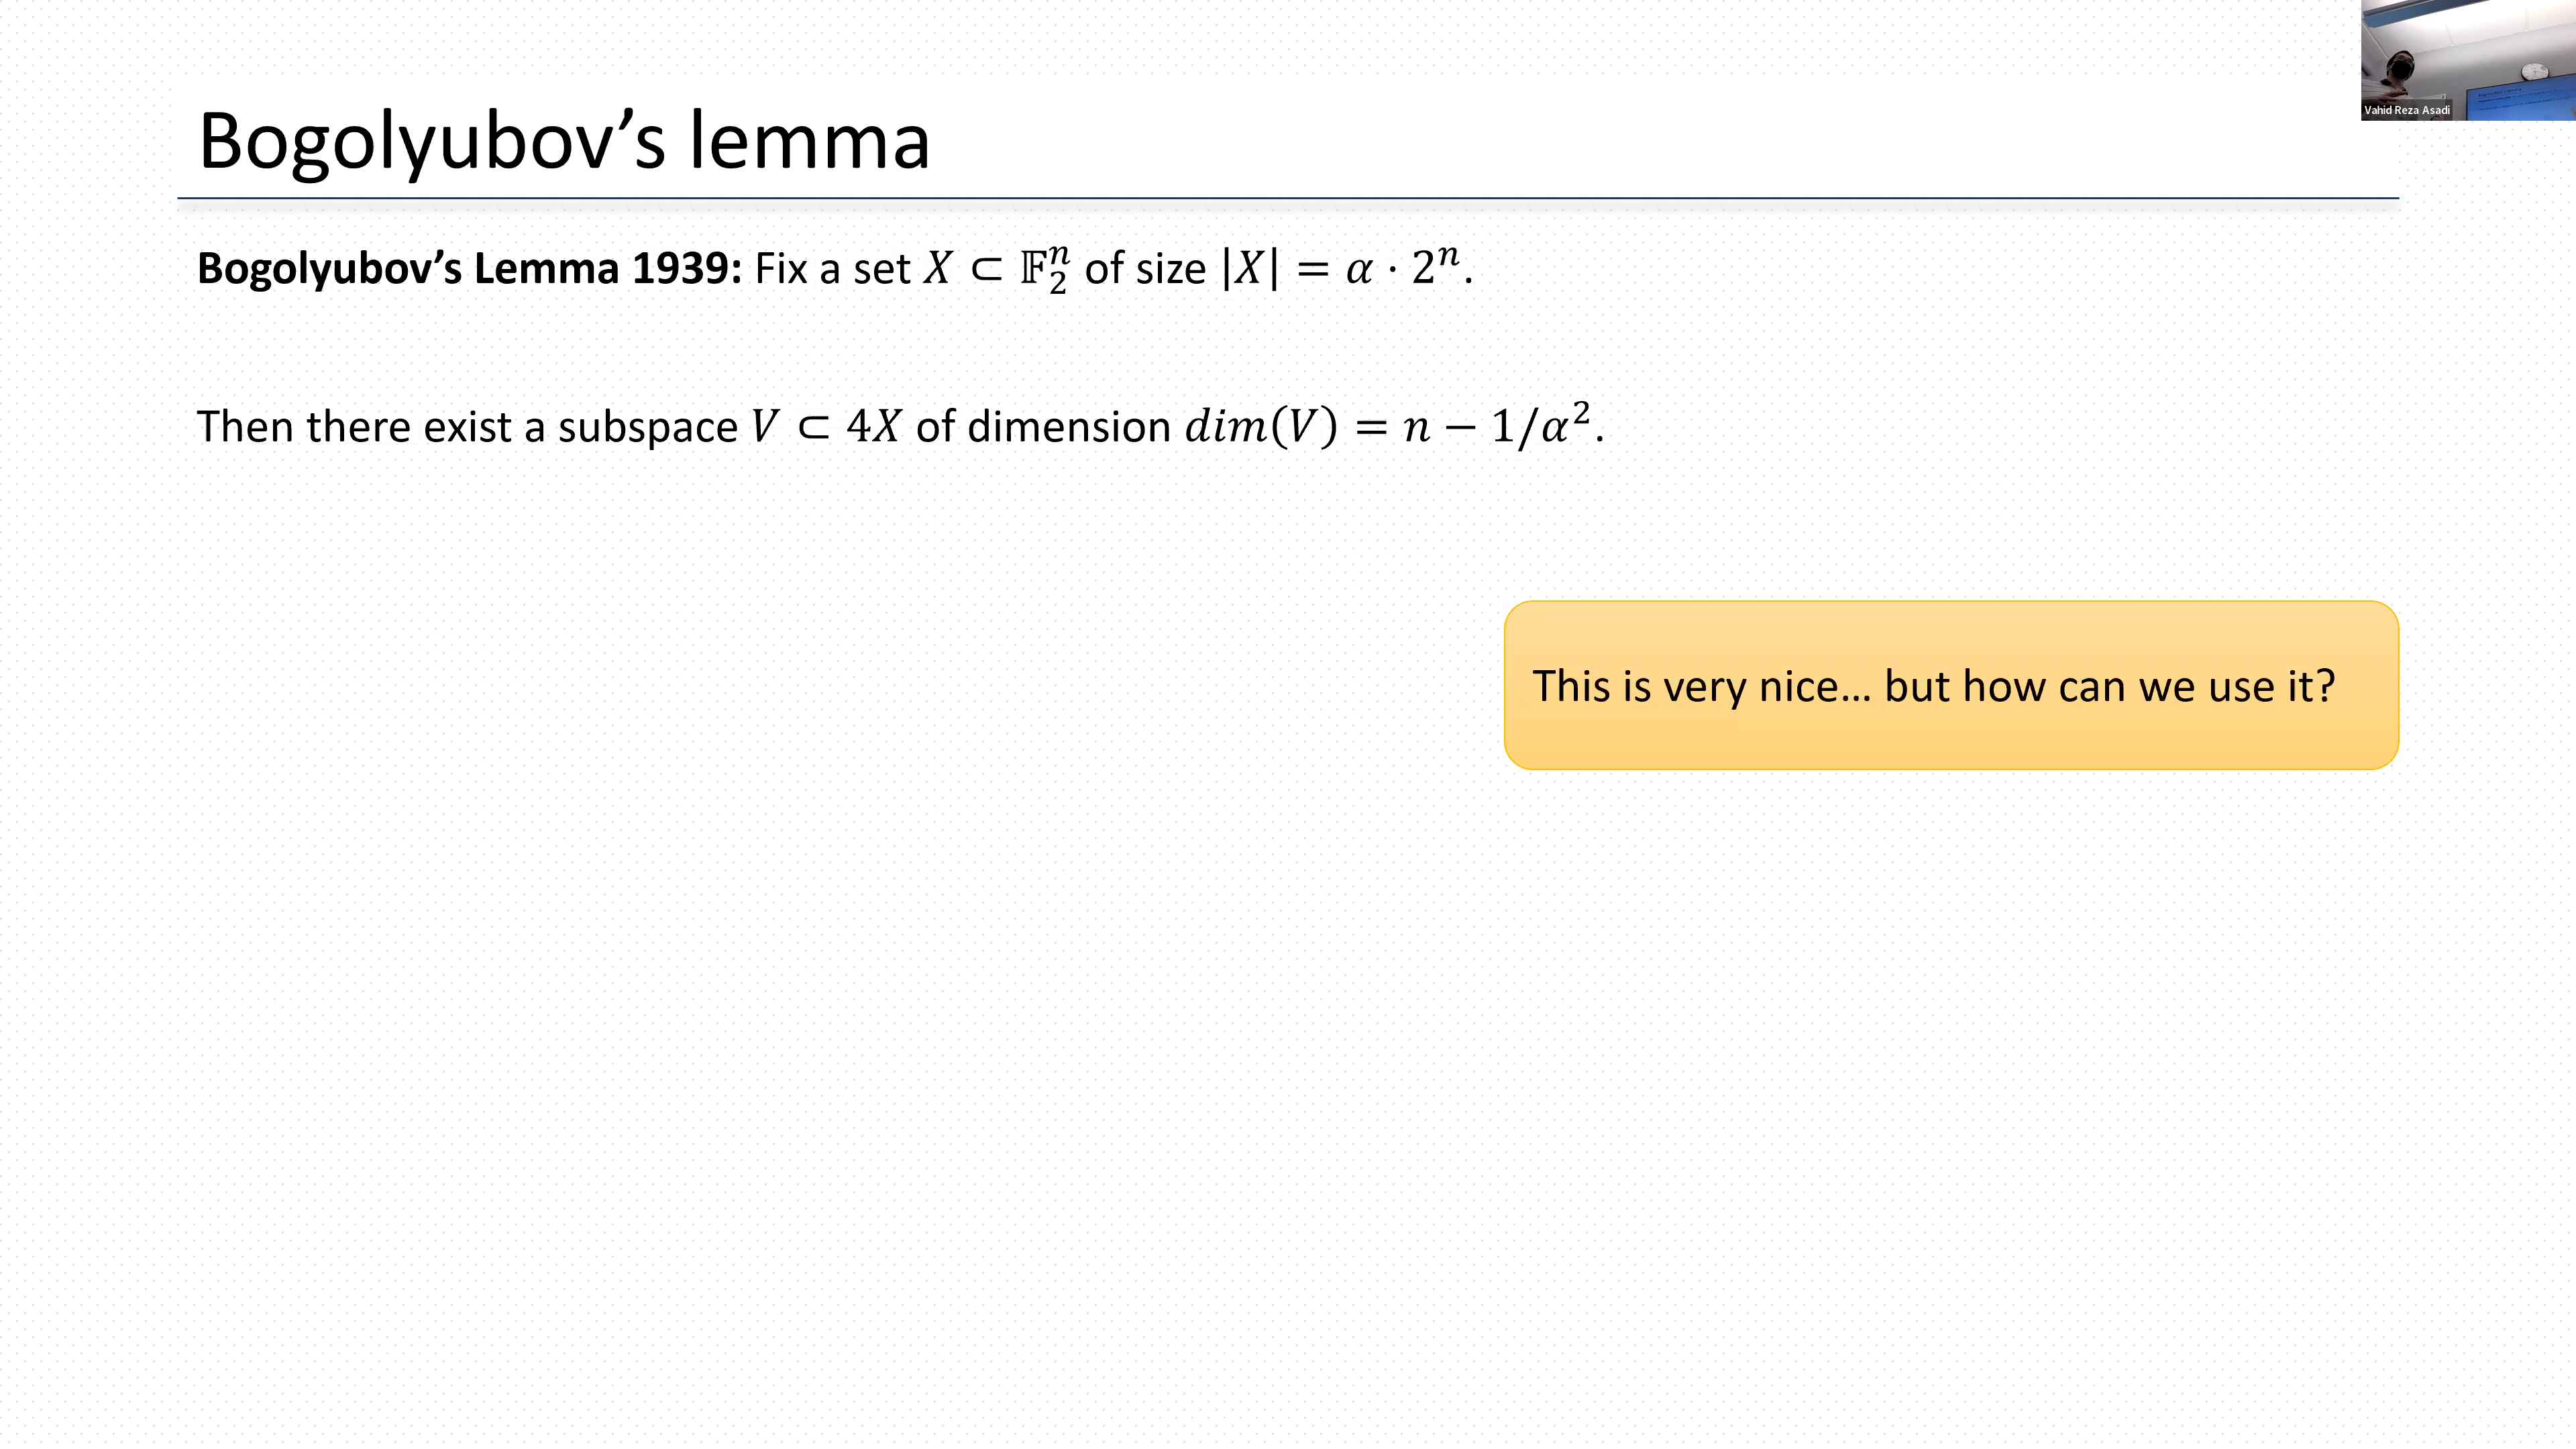 Vahid Reza Asadi
Bogolyubov’s lemma
Bogolyubov’s Lemma 1939: Fix a set 𝑋 ⊂ 𝔽₂ⁿ of size |𝑋| = 𝛼 · 2ⁿ.
Then there exist a subspace 𝑉 ⊂ 4𝑋 of dimension 𝑑𝑖𝑚(𝑉) = 𝑛 − 1/𝛼².
This is very nice… but how can we use it?